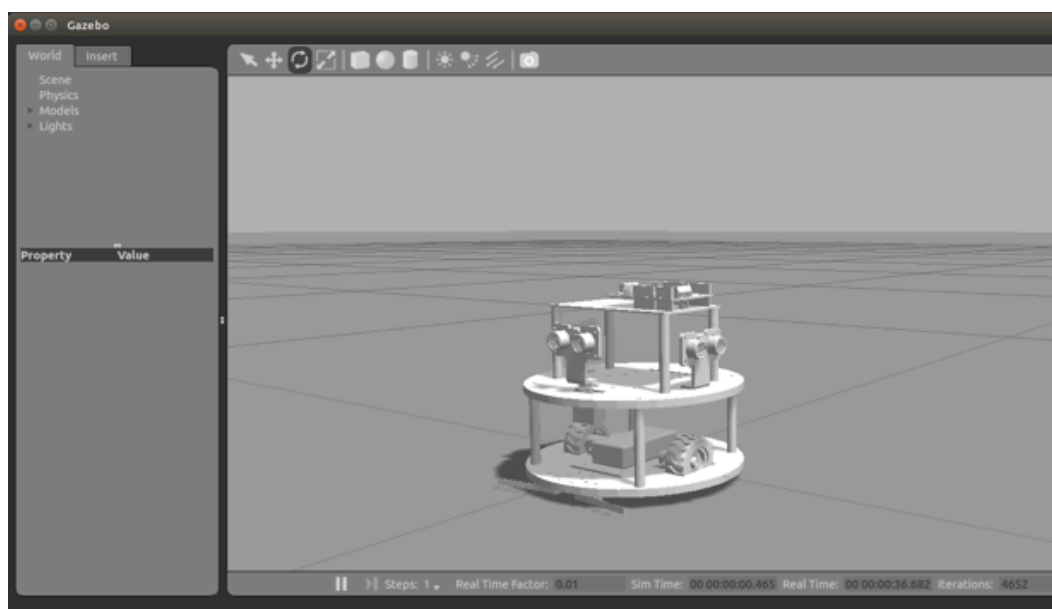 Gazebo
World Insert
Scene
Physics
Models
Lights
Property Value
Steps: 1 Real Time Factor: 0.01 Sim Time: 00 00:00:00.465 Real Time: 00 00:00:36.682 Iterations: 4652